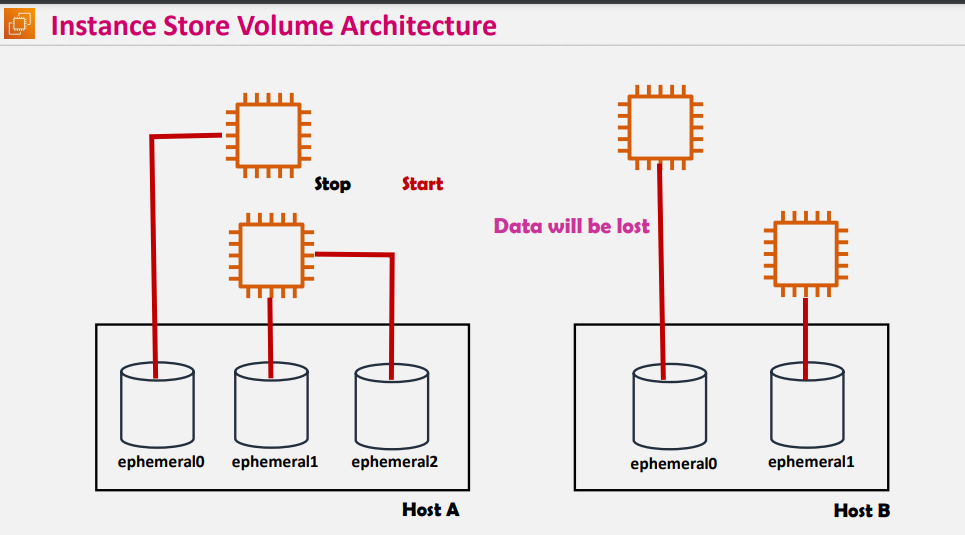 Instance Store Volume Architecture
Stop
Start
Data will be lost
ephemeral0
ephemeral1
ephemeral2
Host A
ephemeral0
ephemeral1
Host B